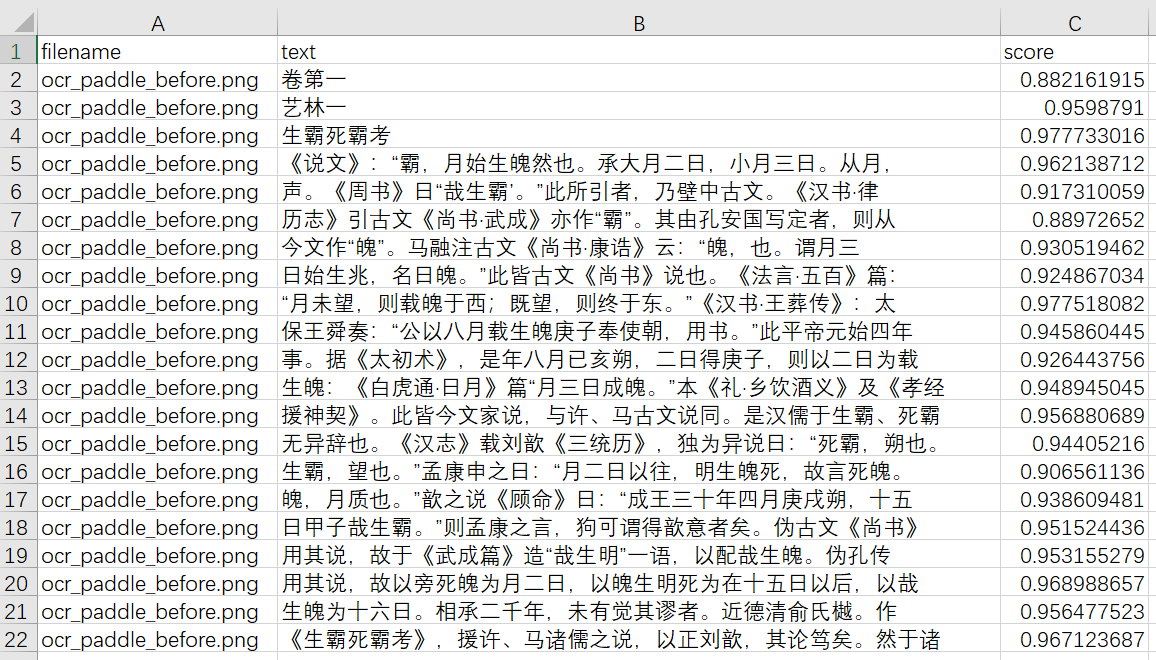 A B C
1 filename text score
2 ocr_paddle_before.png 卷第一 0.882161915
3 ocr_paddle_before.png 艺林一 0.9598791
4 ocr_paddle_before.png 生霸死霸考 0.977733016
5 ocr_paddle_before.png 《说文》：“霸，月始生魄然也。承大月二日，小月三日。从月， 0.962138712
6 ocr_paddle_before.png 声。《周书》日“哉生霸’。”此所引者，乃壁中古文。《汉书·律 0.917310059
7 ocr_paddle_before.png 历志》引古文《尚书·武成》亦作“霸”。其由孔安国写定者，则从 0.88972652
8 ocr_paddle_before.png 今文作“魄”。马融注古文《尚书·康诰》云：“魄，也。谓月三 0.930519462
9 ocr_paddle_before.png 日始生兆，名日魄。”此皆古文《尚书》说也。《法言·五百》篇： 0.924867034
10 ocr_paddle_before.png “月未望，则载魄于西；既望，则终于东。”《汉书·王葬传》：太 0.977518082
11 ocr_paddle_before.png 保王舜奏：“公以八月载生魄庚子奉使朝，用书。”此平帝元始四年 0.945860445
12 ocr_paddle_before.png 事。据《太初术》，是年八月已亥朔，二日得庚子，则以二日为载 0.926443756
13 ocr_paddle_before.png 生魄：《白虎通·日月》篇“月三日成魄。”本《礼·乡饮酒义》及《孝经 0.948945045
14 ocr_paddle_before.png 援神契》。此皆今文家说，与许、马古文说同。是汉儒于生霸、死霸 0.956880689
15 ocr_paddle_before.png 无异辞也。《汉志》载刘歆《三统历》，独为异说日：“死霸，朔也。 0.94405216
16 ocr_paddle_before.png 生霸，望也。”孟康申之日：“月二日以往，明生魄死，故言死魄。 0.906561136
17 ocr_paddle_before.png 魄，月质也。”歆之说《顾命》日：“成王三十年四月庚戌朔，十五 0.938609481
18 ocr_paddle_before.png 日甲子哉生霸。”则孟康之言，狗可谓得歆意者矣。伪古文《尚书》 0.951524436
19 ocr_paddle_before.png 用其说，故于《武成篇》造“哉生明”一语，以配哉生魄。伪孔传 0.953155279
20 ocr_paddle_before.png 用其说，故以旁死魄为月二日，以魄生明死为在十五日以后，以哉 0.968988657
21 ocr_paddle_before.png 生魄为十六日。相承二千年，未有觉其谬者。近德清俞氏樾。作 0.956477523
22 ocr_paddle_before.png 《生霸死霸考》，援许、马诸儒之说，以正刘歆，其论笃矣。然于诸 0.967123687